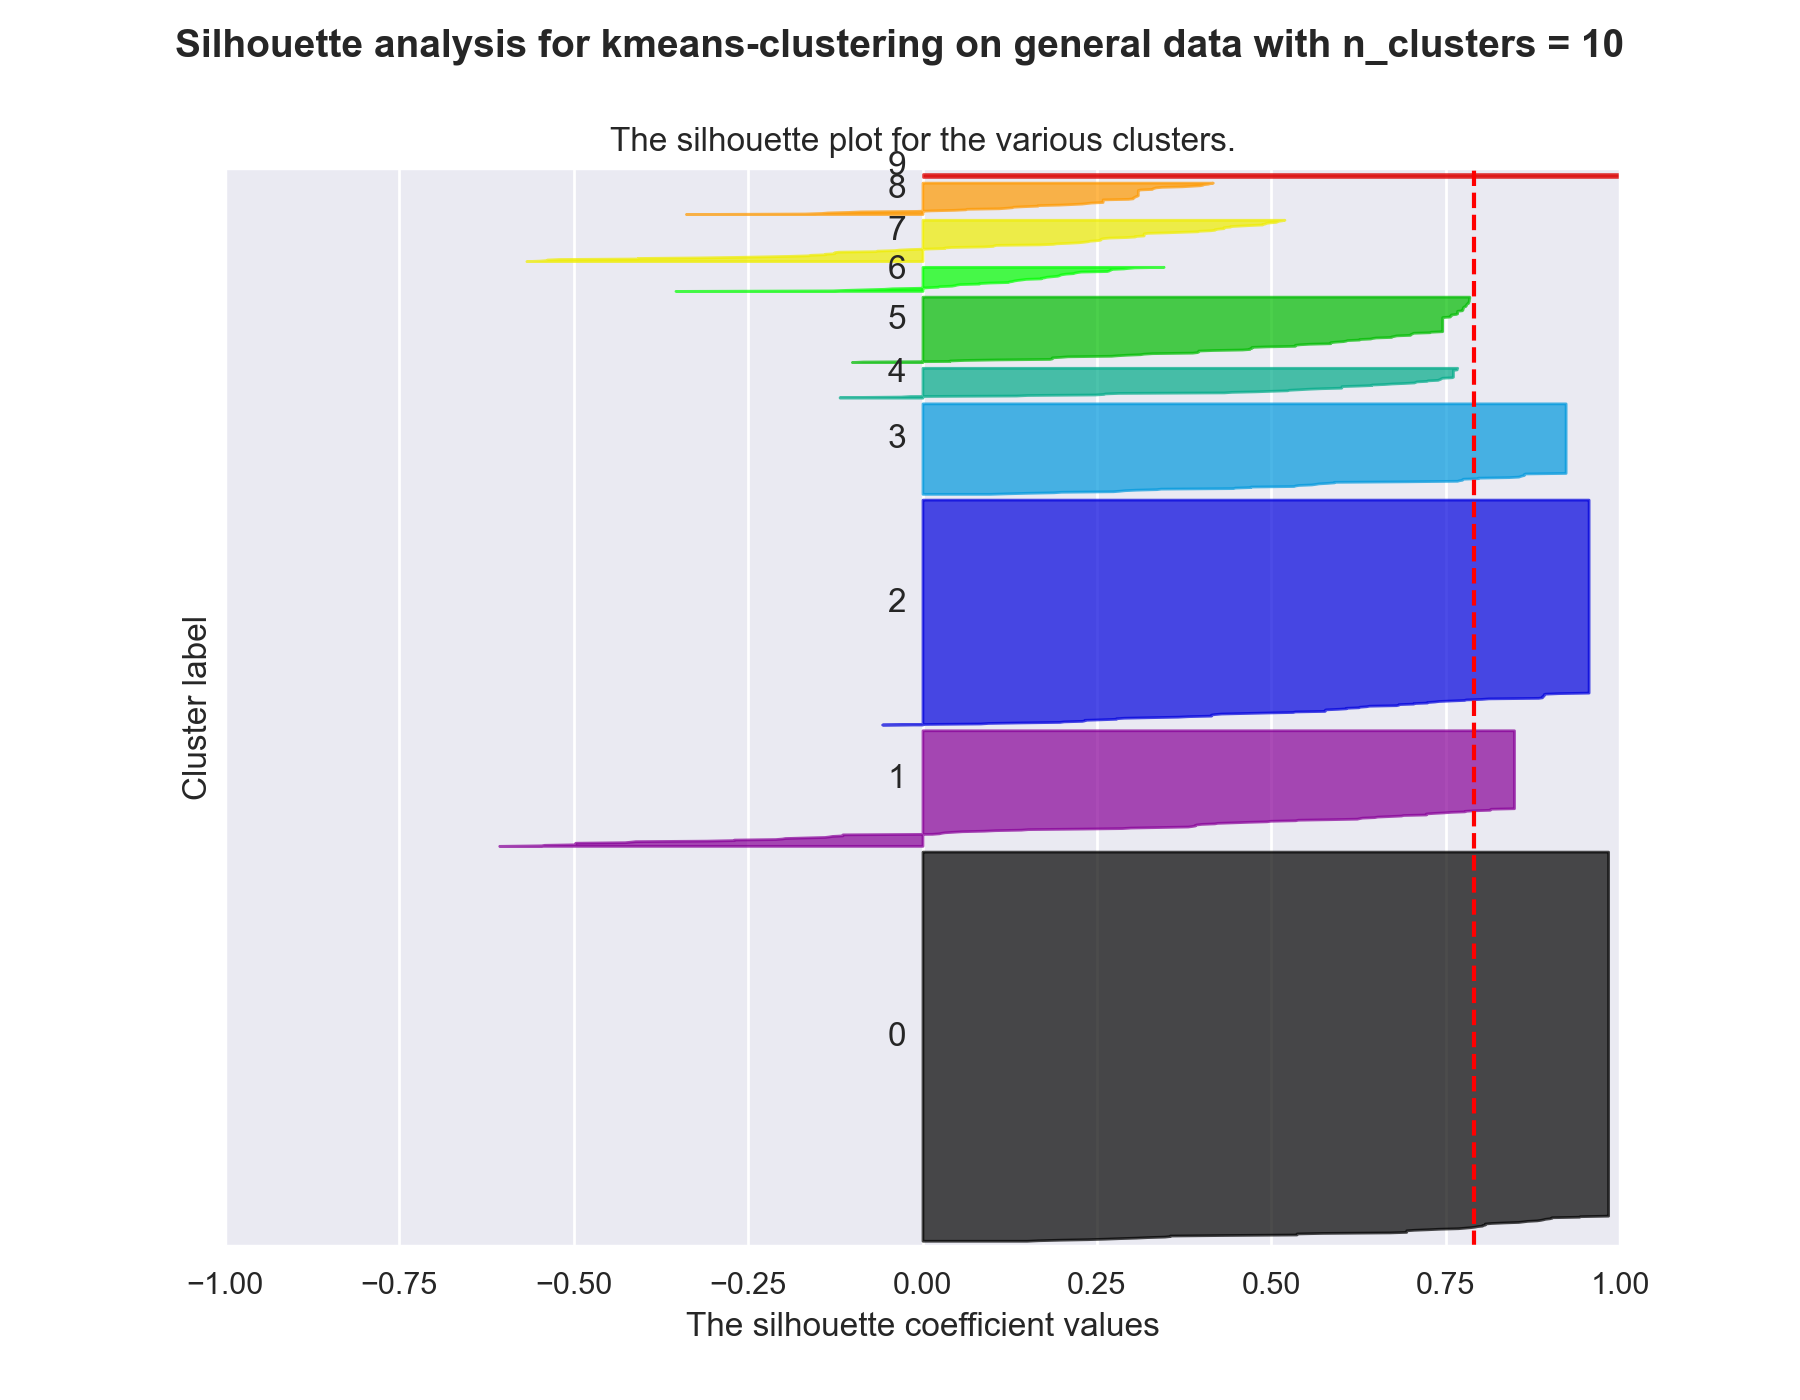 Silhouette analysis for kmeans-clustering on general data with n_clusters = 10
The silhouette plot for the various clusters.
9
8
7
6
5
4
3
2
1
0
Cluster label
−1.00 −0.75 −0.50 −0.25 0.00 0.25 0.50 0.75 1.00
The silhouette coefficient values